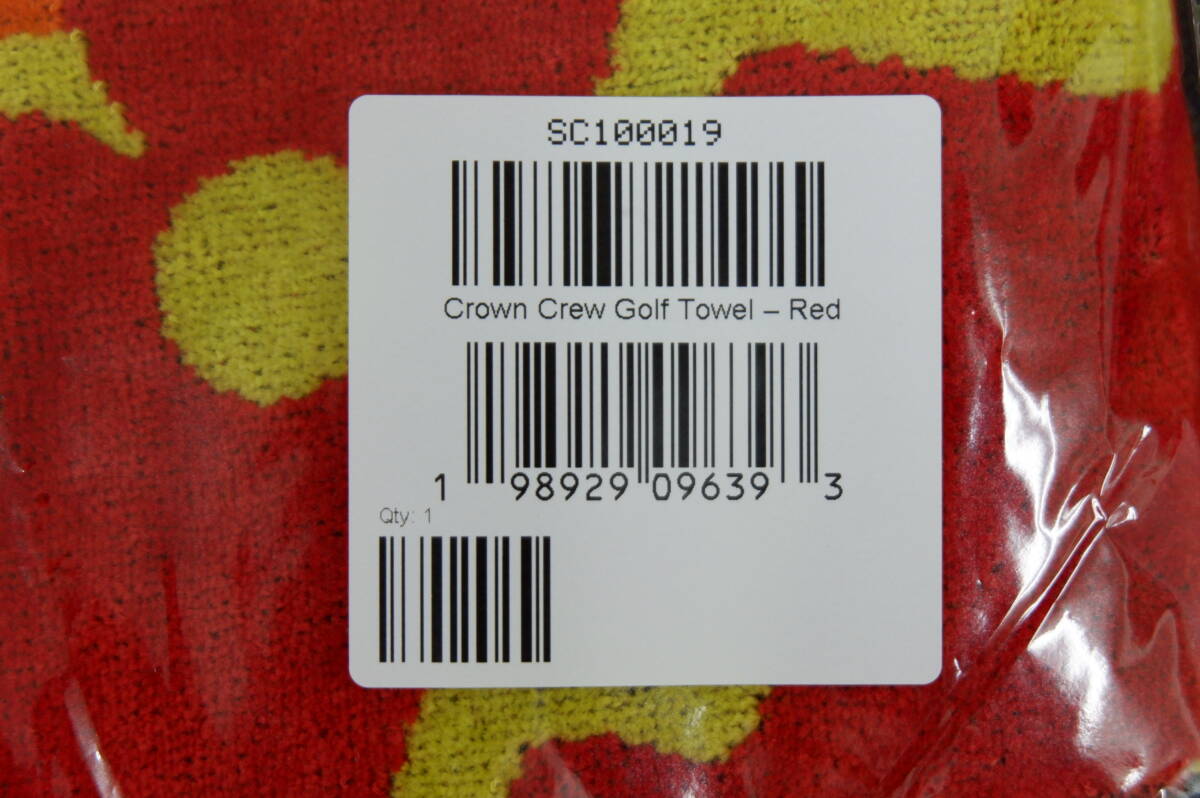 SC100019
Crown Crew Golf Towel – Red
1 98929 09639 3
Qty: 1